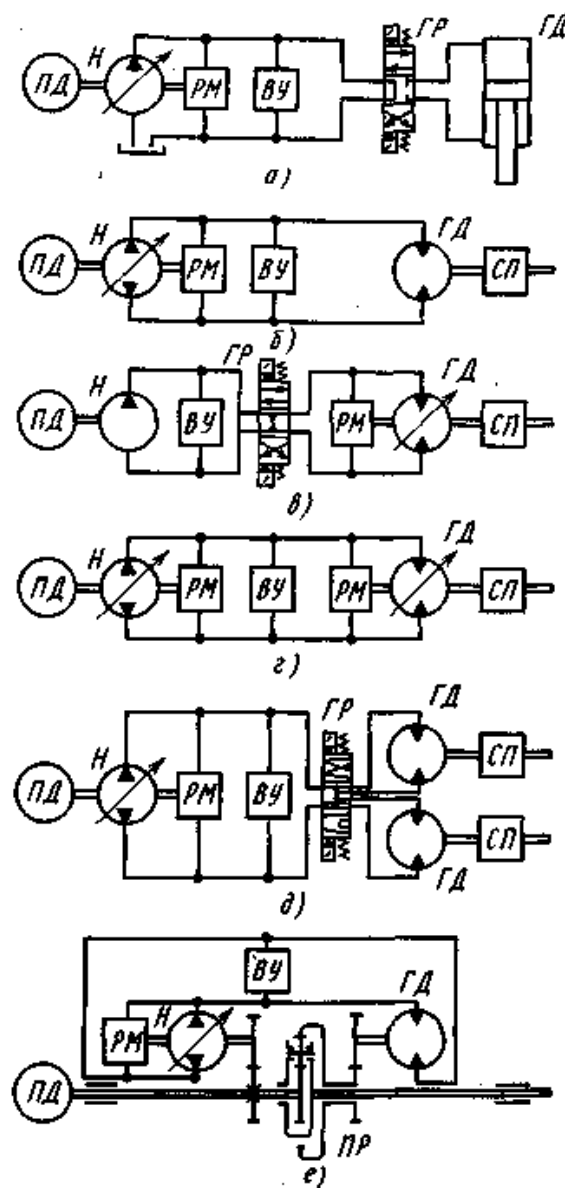 ПД Н РМ ВУ ГР ГД
а)
ПД Н РМ ВУ ГД СП
б)
ПД Н ВУ ГР РМ ГД СП
в)
ПД Н РМ ВУ РМ ГД СП
г)
ПД Н РМ ВУ ГР ГД СП
ГД СП
д)
ВУ
РМ Н ГД
ПД ПР
е)